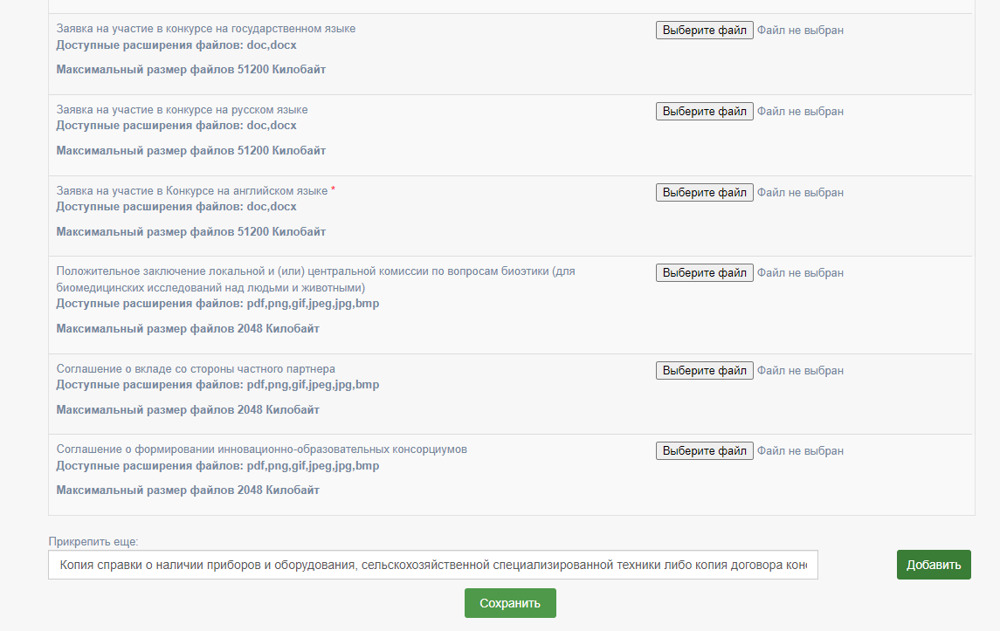 Заявка на участие в конкурсе на государственном языке
Выберите файл Файл не выбран
Доступные расширения файлов: doc,docx
Максимальный размер файлов 51200 Килобайт
Заявка на участие в конкурсе на русском языке
Выберите файл Файл не выбран
Доступные расширения файлов: doc,docx
Максимальный размер файлов 51200 Килобайт
Заявка на участие в Конкурсе на английском языке *
Выберите файл Файл не выбран
Доступные расширения файлов: doc,docx
Максимальный размер файлов 51200 Килобайт
Положительное заключение локальной и (или) центральной комиссии по вопросам биоэтики (для
биомедицинских исследований над людьми и животными)
Выберите файл Файл не выбран
Доступные расширения файлов: pdf,png,gif,jpeg,jpg,bmp
Максимальный размер файлов 2048 Килобайт
Соглашение о вкладе со стороны частного партнера
Выберите файл Файл не выбран
Доступные расширения файлов: pdf,png,gif,jpeg,jpg,bmp
Максимальный размер файлов 2048 Килобайт
Соглашение о формировании инновационно-образовательных консорциумов
Выберите файл Файл не выбран
Доступные расширения файлов: pdf,png,gif,jpeg,jpg,bmp
Максимальный размер файлов 2048 Килобайт
Прикрепить еще:
Копия справки о наличии приборов и оборудования, сельскохозяйственной специализированной техники либо копия договора
Добавить
Сохранить